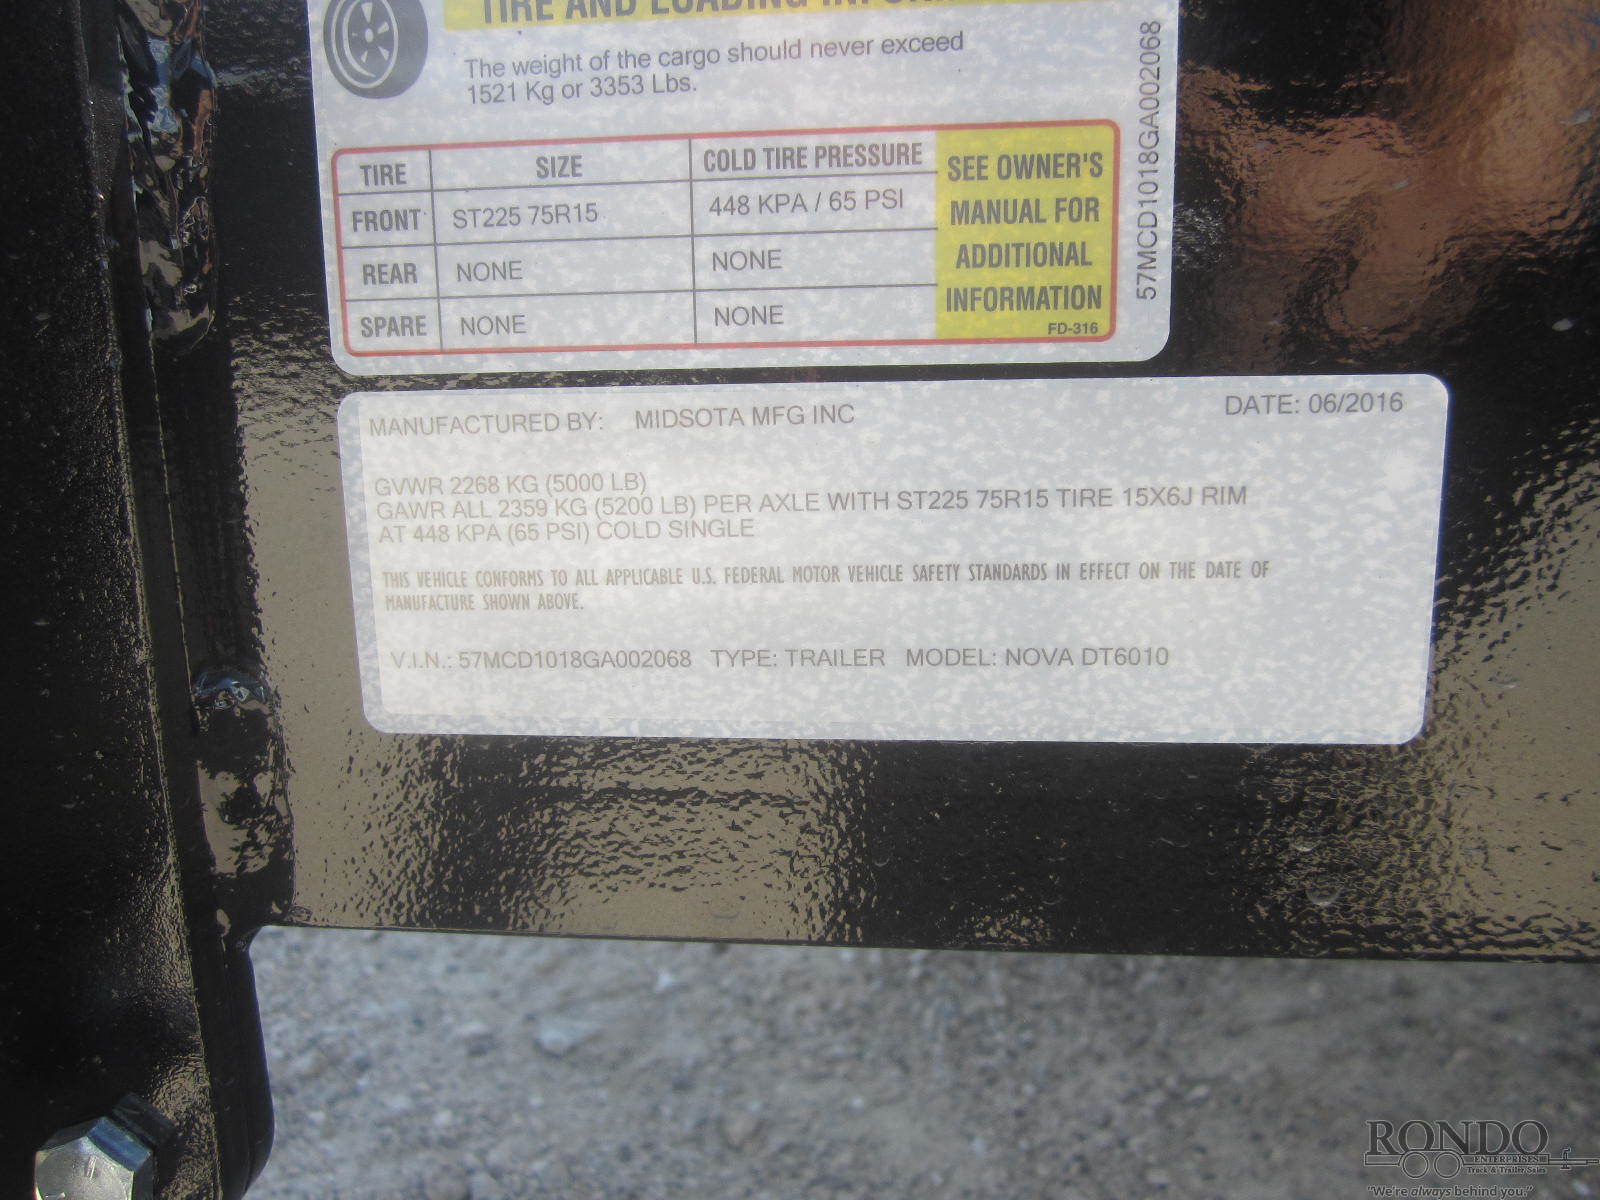 TIRE AND LOADING INFORM
The weight of the cargo should never exceed
1521 Kg or 3353 Lbs.
TIRE SIZE COLD TIRE PRESSURE
FRONT ST225 75R15 448 KPA / 65 PSI
REAR NONE NONE
SPARE NONE NONE
SEE OWNER'S
MANUAL FOR
ADDITIONAL
INFORMATION
FD-316
57MCD1018GA002068
MANUFACTURED BY: MIDSOTA MFG INC DATE: 06/2016
GVWR 2268 KG (5000 LB)
GAWR ALL 2359 KG (5200 LB) PER AXLE WITH ST225 75R15 TIRE 15X6J RIM
AT 448 KPA (65 PSI) COLD SINGLE
THIS VEHICLE CONFORMS TO ALL APPLICABLE U.S. FEDERAL MOTOR VEHICLE SAFETY STANDARDS IN EFFECT ON THE DATE OF
MANUFACTURE SHOWN ABOVE.
V.I.N.: 57MCD1018GA002068 TYPE: TRAILER MODEL: NOVA DT6010
RONDO
ENTERPRISES
Truck & Trailer Sales
"We're always behind you."